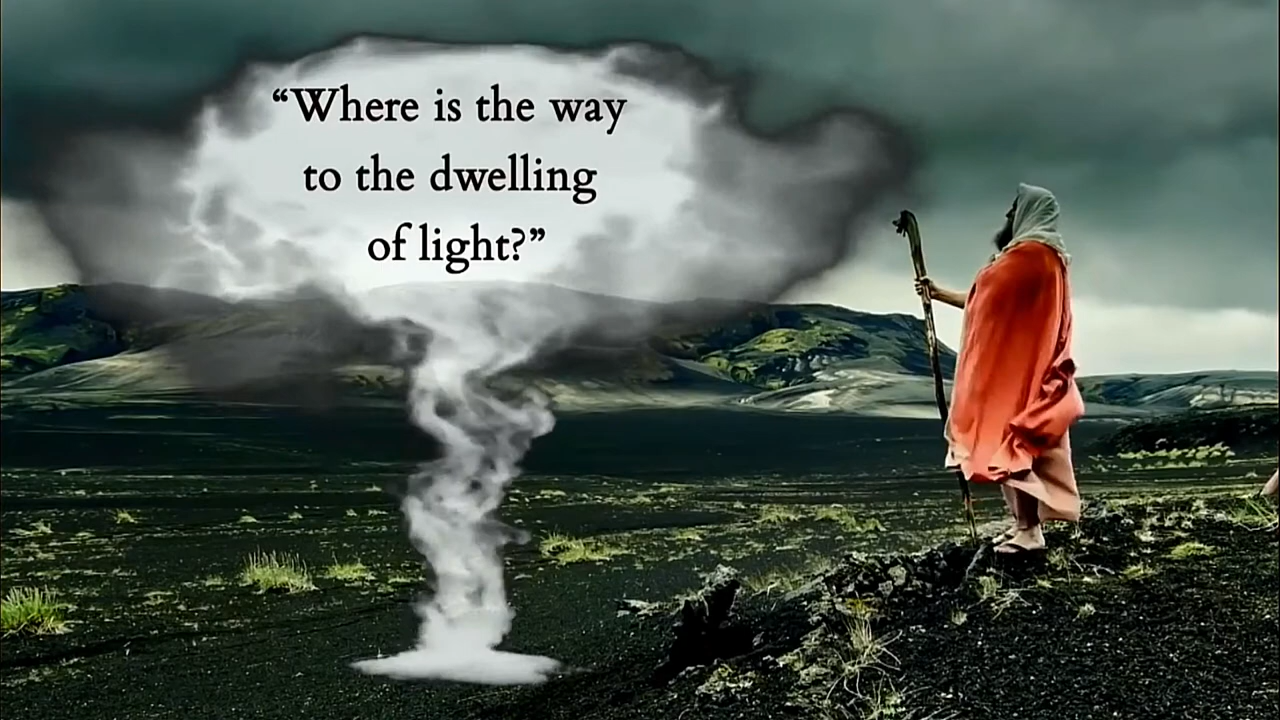 “Where is the way
to the dwelling
of light?”